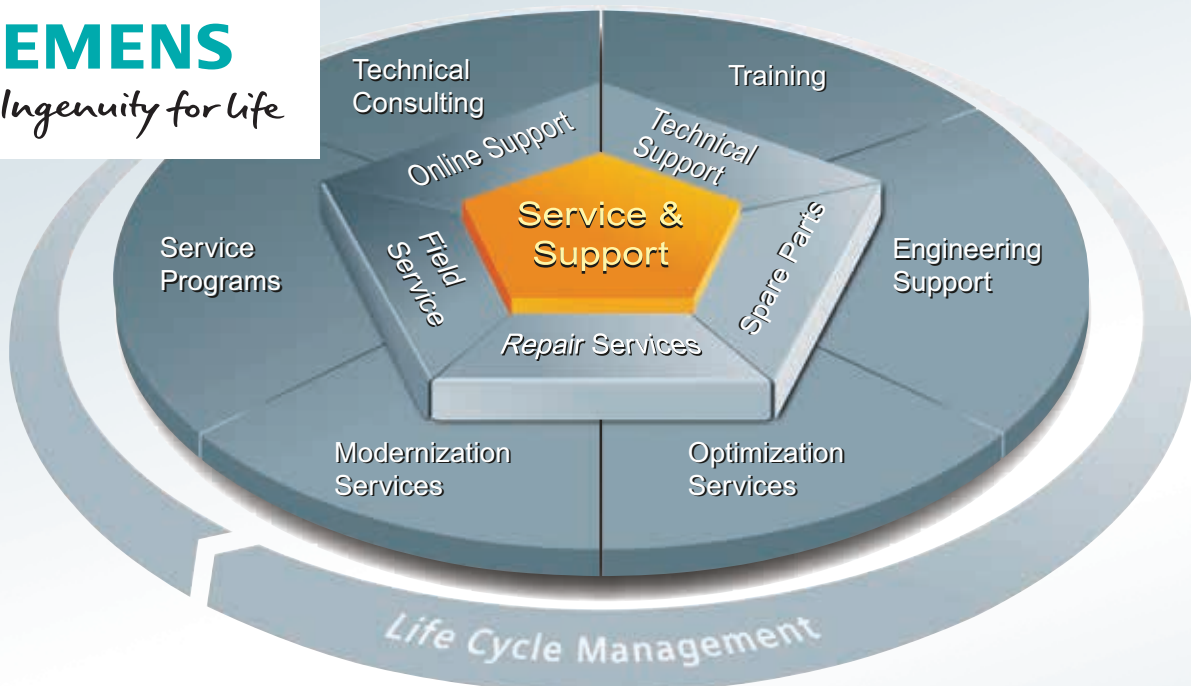 EMENS
Ingenuity for life
Technical
Consulting
Training
Online Support
Technical
Support
Service &
Support
Service
Programs
Field
Service
Spare Parts
Engineering
Support
Repair Services
Modernization
Services
Optimization
Services
Life Cycle Management